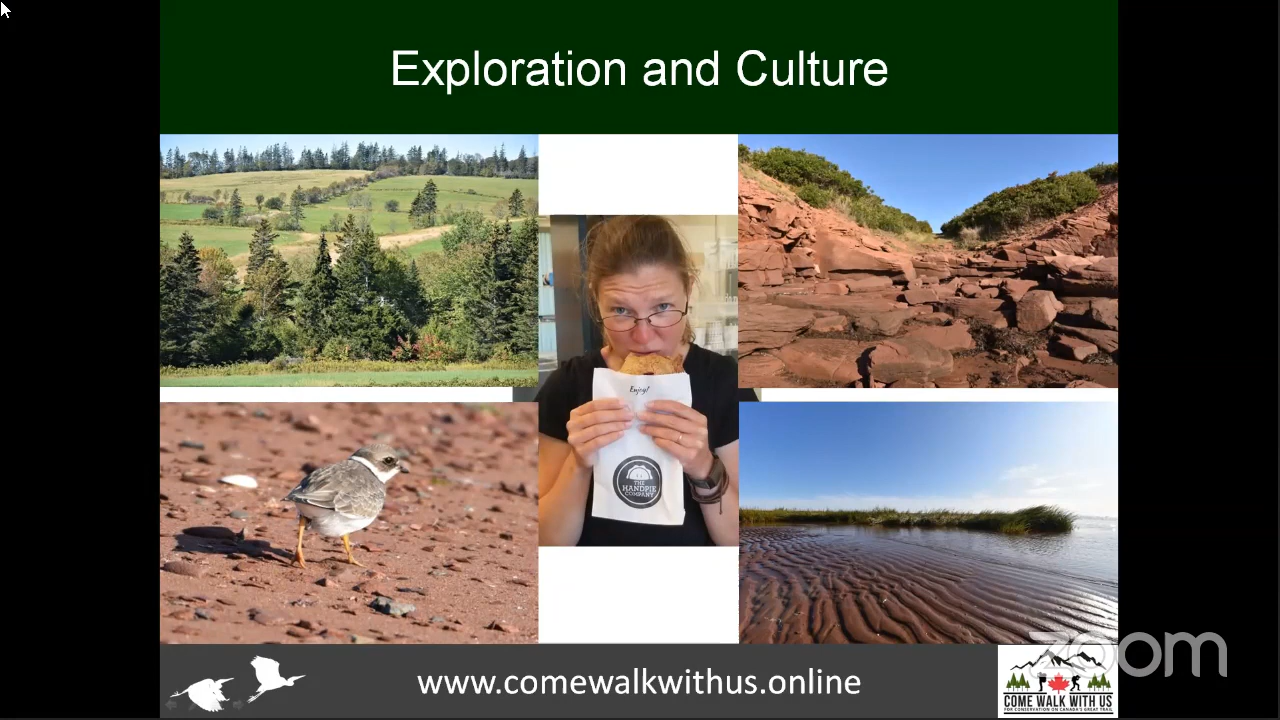 Exploration and Culture
Enjoy!
THE
HANDPIE
COMPANY
www.comewalkwithus.online
COME WALK WITH US
FOR CONSERVATION ON CANADA'S GREAT TRAIL
zoom